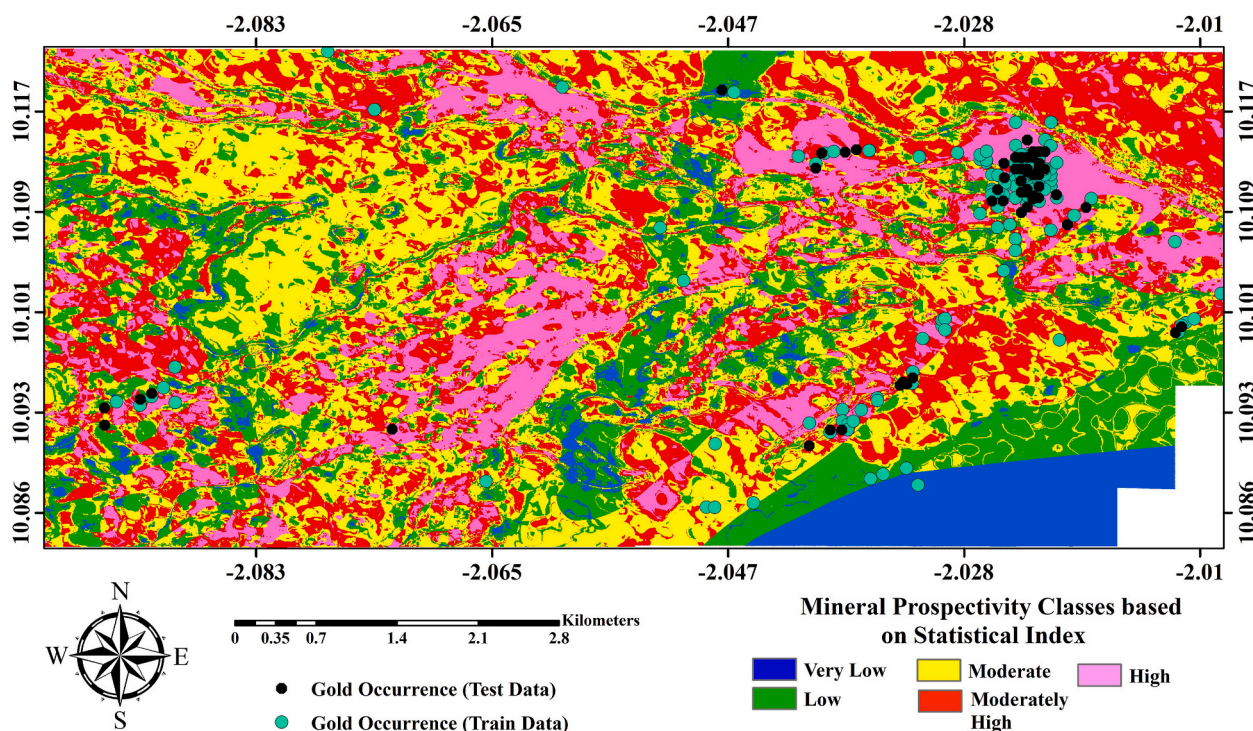 -2.083 -2.065 -2.047 -2.028 -2.01
10.117 10.117
10.109 10.109
10.101 10.101
10.093 10.093
10.086 10.086
-2.083 -2.065 -2.047 -2.028 -2.01
N
W E
S
Kilometers
0 0.35 0.7 1.4 2.1 2.8
Gold Occurrence (Test Data)
Gold Occurrence (Train Data)
Mineral Prospectivity Classes based
on Statistical Index
Very Low Moderate High
Low Moderately
High